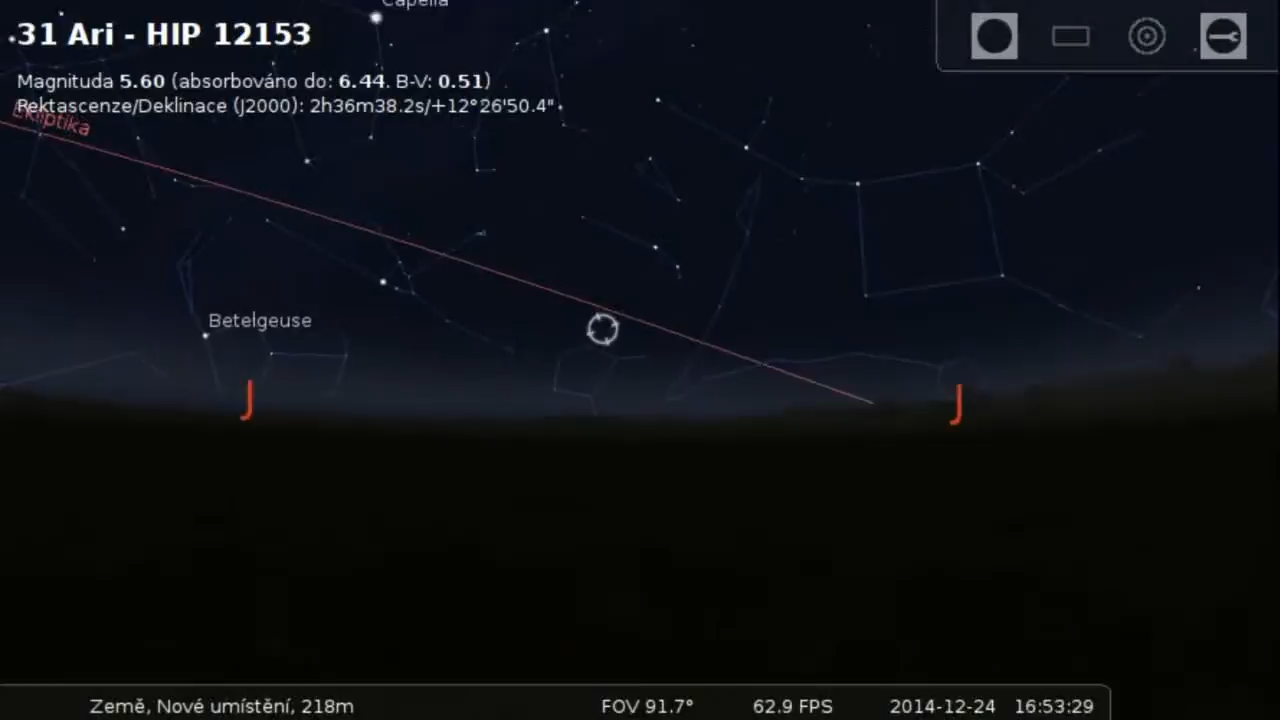 Capella
31 Ari - HIP 12153
Magnituda 5.60 (absorbováno do: 6.44. B-V: 0.51)
Rektascenze/Deklinace (J2000): 2h36m38.2s/+12°26'50.4"
Ekliptika
Betelgeuse
J
J
Země, Nové umístění, 218m FOV 91.7° 62.9 FPS 2014-12-24 16:53:29